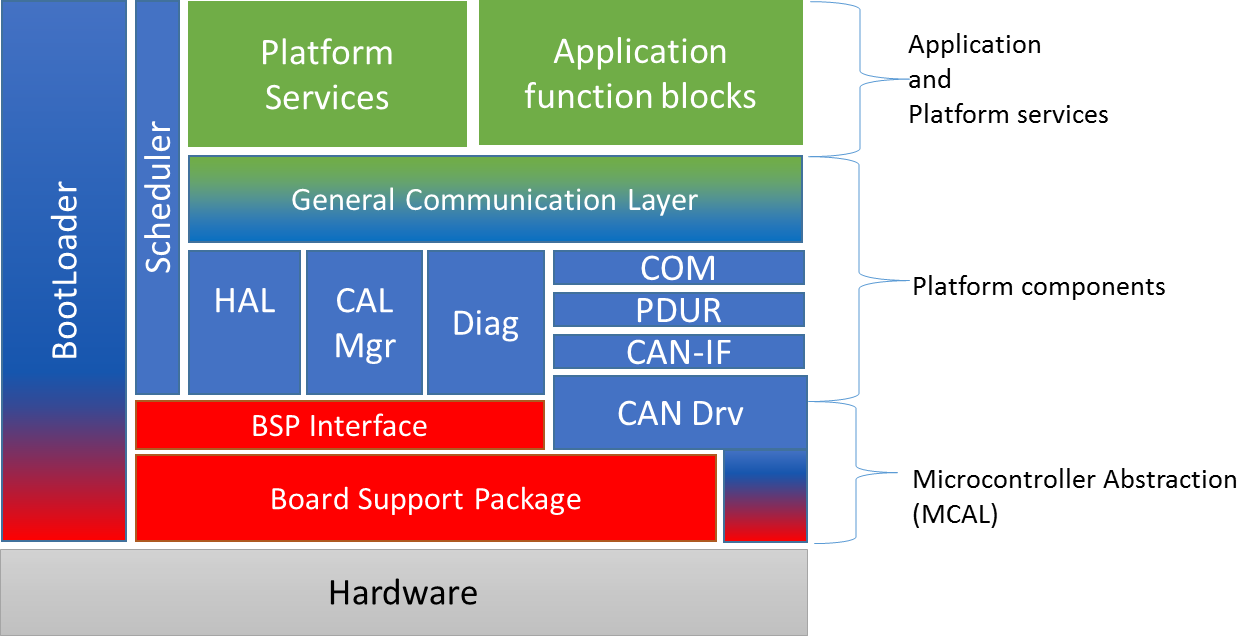 BootLoader
Scheduler
Platform
Services
Application
function blocks
General Communication Layer
HAL
CAL
Mgr
Diag
COM
PDUR
CAN-IF
CAN Drv
BSP Interface
Board Support Package
Hardware
Application
and
Platform services
Platform components
Microcontroller Abstraction
(MCAL)